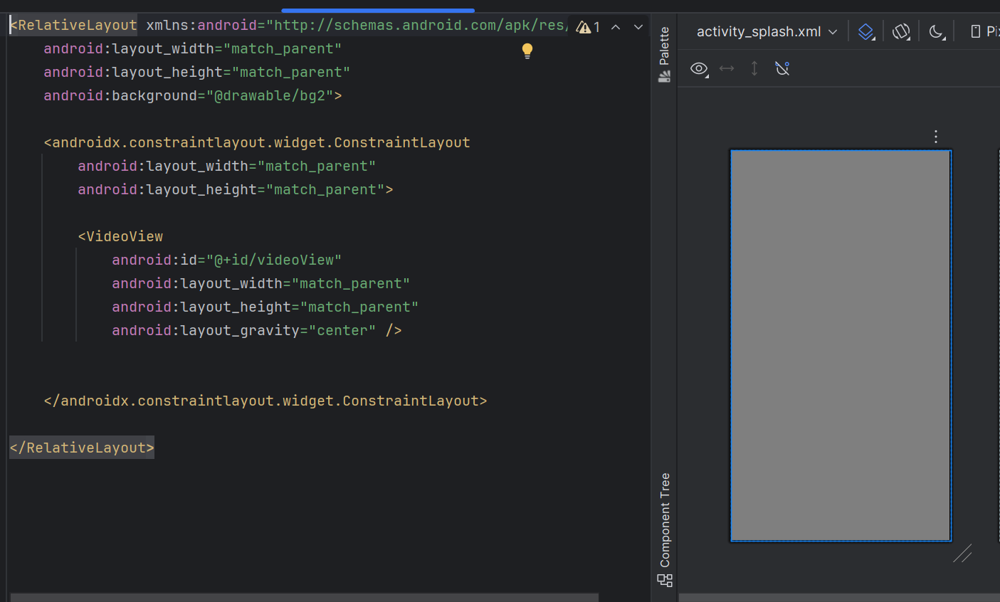 <RelativeLayout xmlns:android="http://schemas.android.com/apk/res/
1
android:layout_width="match_parent"
android:layout_height="match_parent"
android:background="@drawable/bg2">
<androidx.constraintlayout.widget.ConstraintLayout
android:layout_width="match_parent"
android:layout_height="match_parent">
<VideoView
android:id="@+id/videoView"
android:layout_width="match_parent"
android:layout_height="match_parent"
android:layout_gravity="center" />
</androidx.constraintlayout.widget.ConstraintLayout>
</RelativeLayout>
Palette
Component Tree
activity_splash.xml